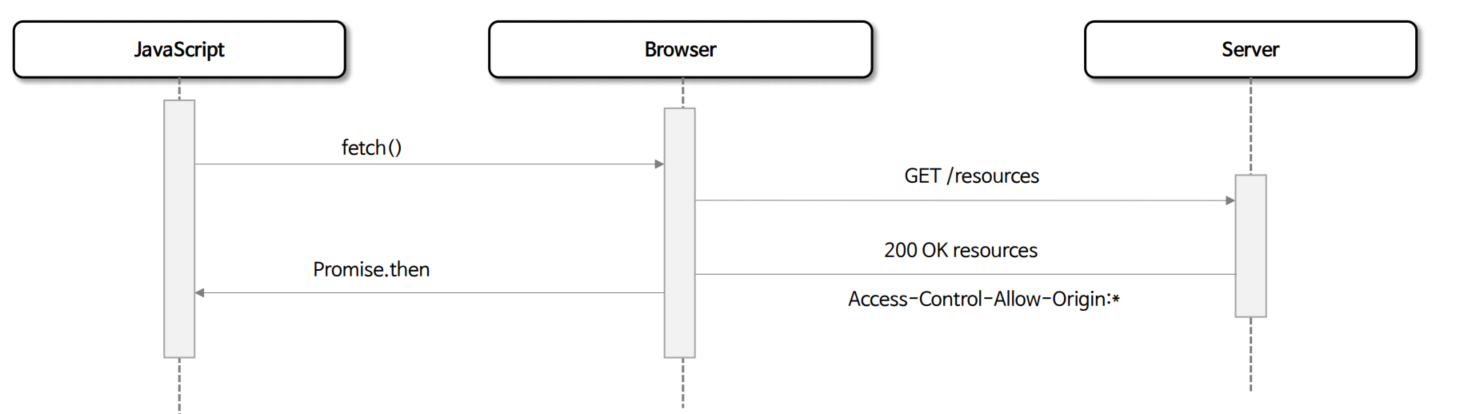 JavaScript
Browser
Server
fetch()
GET /resources
200 OK resources
Promise.then
Access-Control-Allow-Origin:*